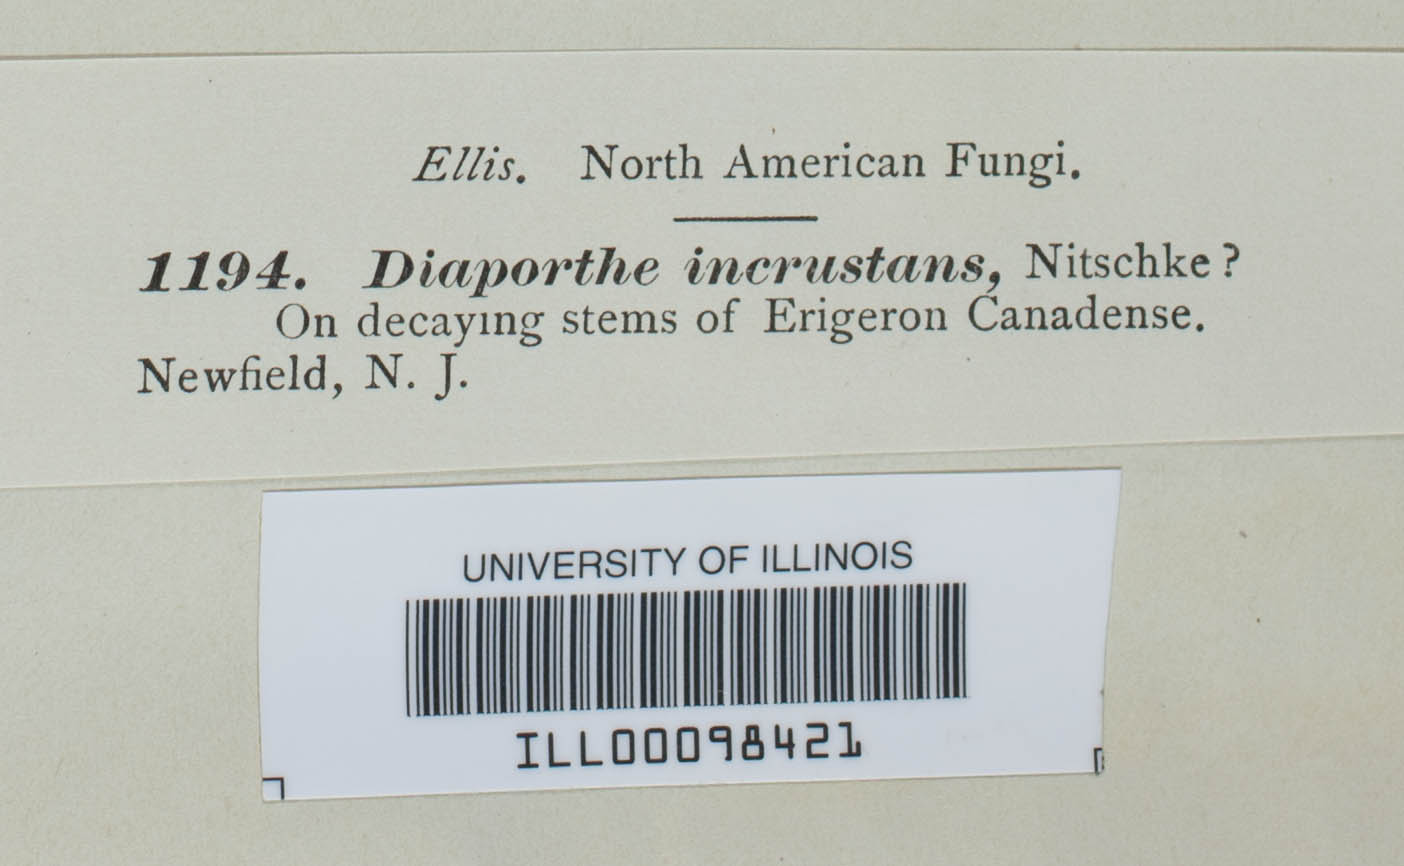 Ellis. North American Fungi.
1194. Diaporthe incrustans, Nitschke?
On decaying stems of Erigeron Canadense.
Newfield, N. J.
UNIVERSITY OF ILLINOIS
ILL00098421